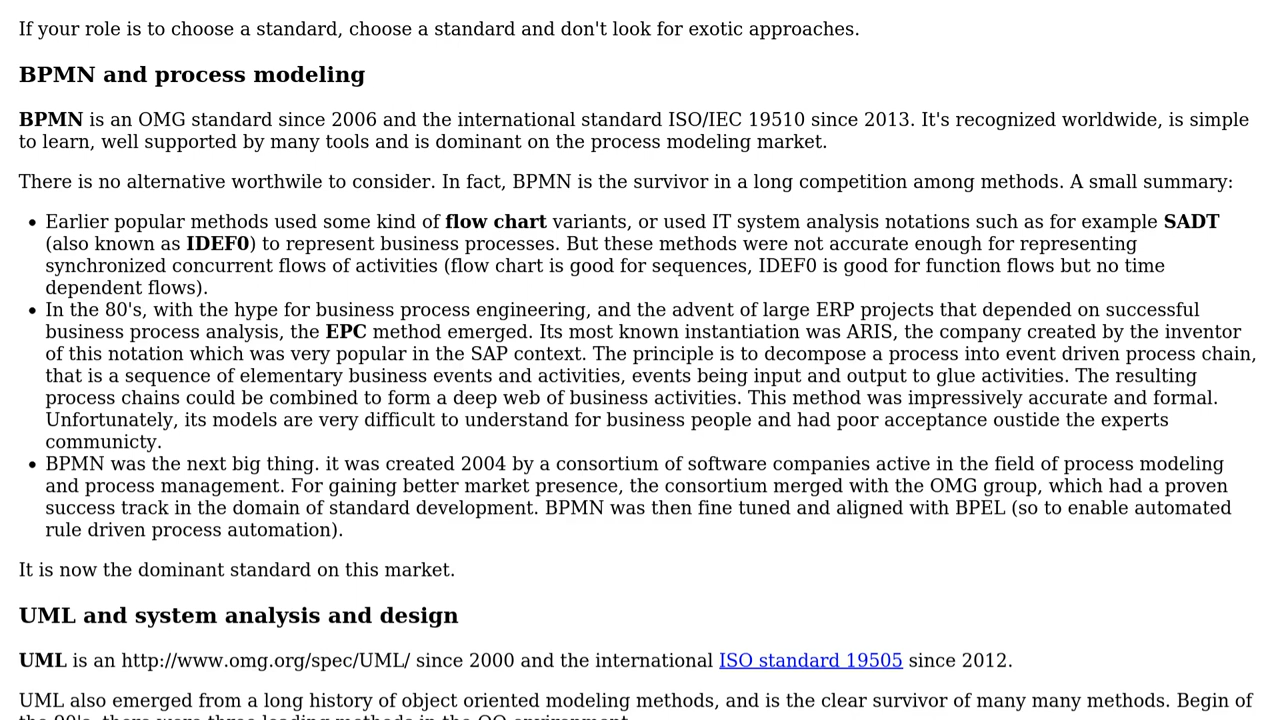 If your role is to choose a standard, choose a standard and don't look for exotic approaches.
BPMN and process modeling
BPMN is an OMG standard since 2006 and the international standard ISO/IEC 19510 since 2013. It's recognized worldwide, is simple
to learn, well supported by many tools and is dominant on the process modeling market.
There is no alternative worthwile to consider. In fact, BPMN is the survivor in a long competition among methods. A small summary:
• Earlier popular methods used some kind of flow chart variants, or used IT system analysis notations such as for example SADT
(also known as IDEF0) to represent business processes. But these methods were not accurate enough for representing
synchronized concurrent flows of activities (flow chart is good for sequences, IDEF0 is good for function flows but no time
dependent flows).
• In the 80's, with the hype for business process engineering, and the advent of large ERP projects that depended on successful
business process analysis, the EPC method emerged. Its most known instantiation was ARIS, the company created by the inventor
of this notation which was very popular in the SAP context. The principle is to decompose a process into event driven process chain,
that is a sequence of elementary business events and activities, events being input and output to glue activities. The resulting
process chains could be combined to form a deep web of business activities. This method was impressively accurate and formal.
Unfortunately, its models are very difficult to understand for business people and had poor acceptance oustide the experts
communicty.
• BPMN was the next big thing. it was created 2004 by a consortium of software companies active in the field of process modeling
and process management. For gaining better market presence, the consortium merged with the OMG group, which had a proven
success track in the domain of standard development. BPMN was then fine tuned and aligned with BPEL (so to enable automated
rule driven process automation).
It is now the dominant standard on this market.
UML and system analysis and design
UML is an http://www.omg.org/spec/UML/ since 2000 and the international ISO standard 19505 since 2012.
UML also emerged from a long history of object oriented modeling methods, and is the clear survivor of many many methods. Begin of
the 90's, there were three leading methods in the OO environment